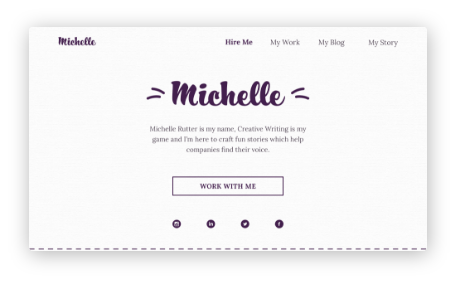 Michelle
Hire Me My Work My Blog My Story
Michelle
Michelle Rutter is my name, Creative Writing is my
game and I'm here to craft fun stories which help
companies find their voice.
WORK WITH ME